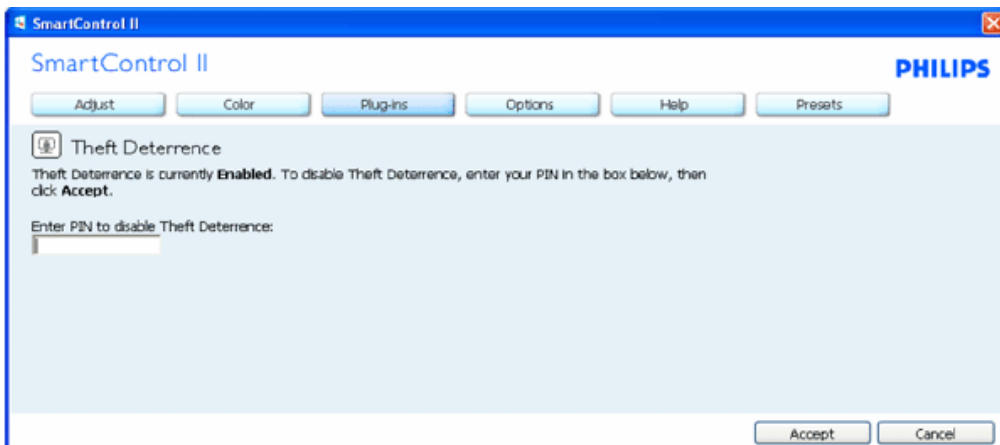 SmartControl II
SmartControl II
PHILIPS
Adjust Color Plug-ins Options Help Presets
Theft Deterrence
Theft Deterrence is currently Enabled. To disable Theft Deterrence, enter your PIN in the box below, then
click Accept.
Enter PIN to disable Theft Deterrence:
Accept Cancel